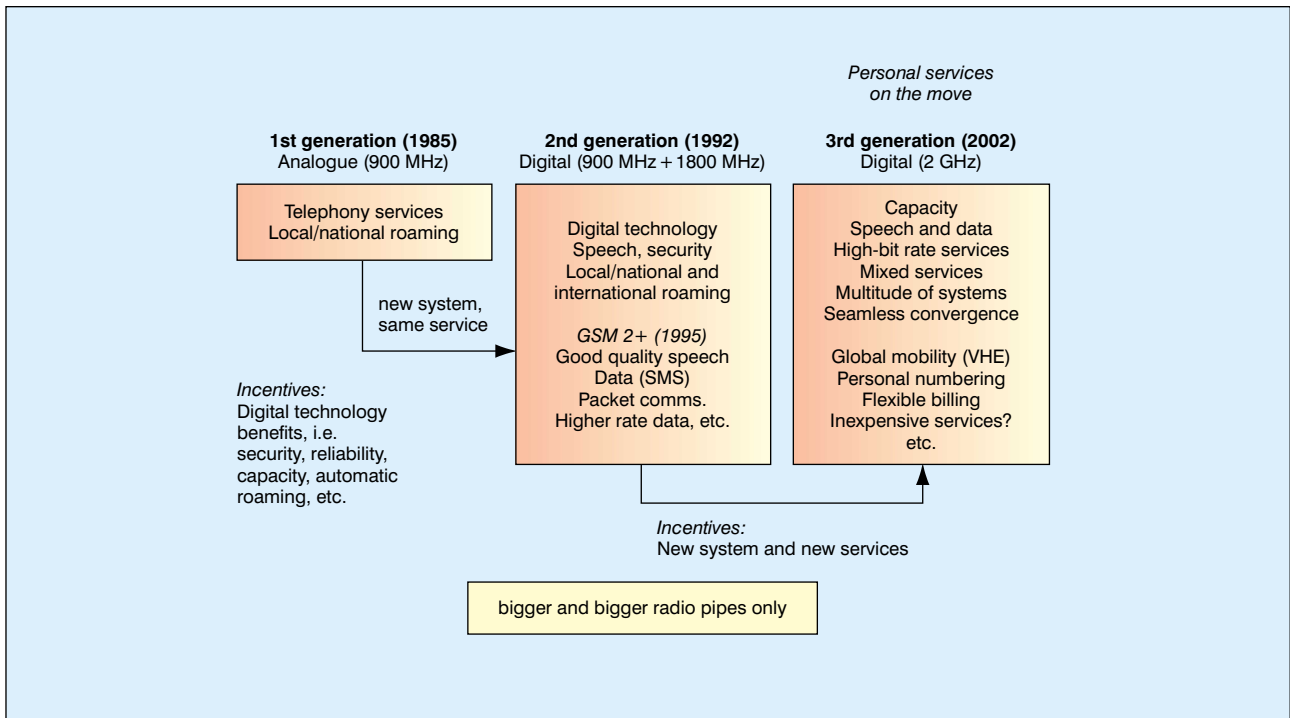 Personal services
on the move
1st generation (1985)
Analogue (900 MHz)
Telephony services
Local/national roaming
new system,
same service
Incentives:
Digital technology
benefits, i.e.
security, reliability,
capacity, automatic
roaming, etc.
2nd generation (1992)
Digital (900 MHz + 1800 MHz)
Digital technology
Speech, security
Local/national and
international roaming
GSM 2+ (1995)
Good quality speech
Data (SMS)
Packet comms.
Higher rate data, etc.
3rd generation (2002)
Digital (2 GHz)
Capacity
Speech and data
High-bit rate services
Mixed services
Multitude of systems
Seamless convergence
Global mobility (VHE)
Personal numbering
Flexible billing
Inexpensive services?
etc.
Incentives:
New system and new services
bigger and bigger radio pipes only